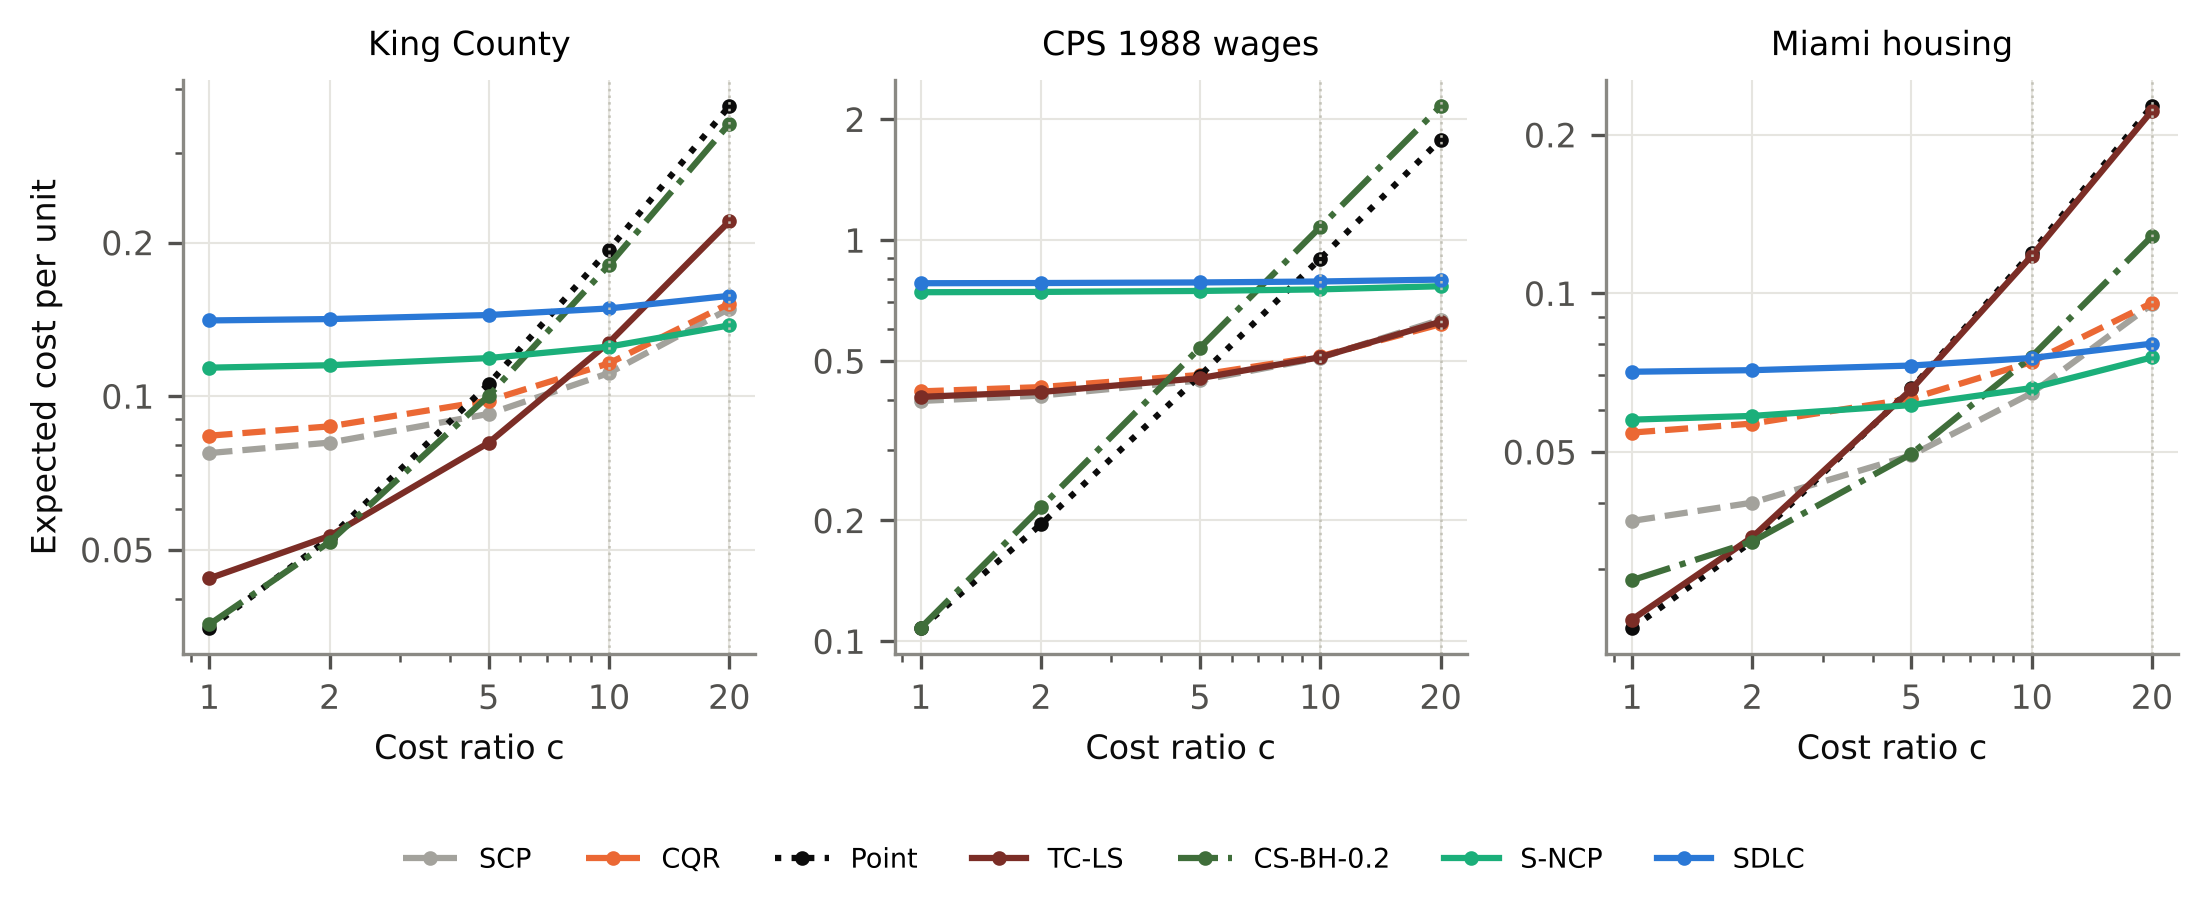 King County
CPS 1988 wages
Miami housing
Expected cost per unit
0.2
0.1
0.05
1 2 5 10 20
Cost ratio c
2
1
0.5
0.2
0.1
1 2 5 10 20
Cost ratio c
0.2
0.1
0.05
1 2 5 10 20
Cost ratio c
SCP CQR Point TC-LS CS-BH-0.2 S-NCP SDLC